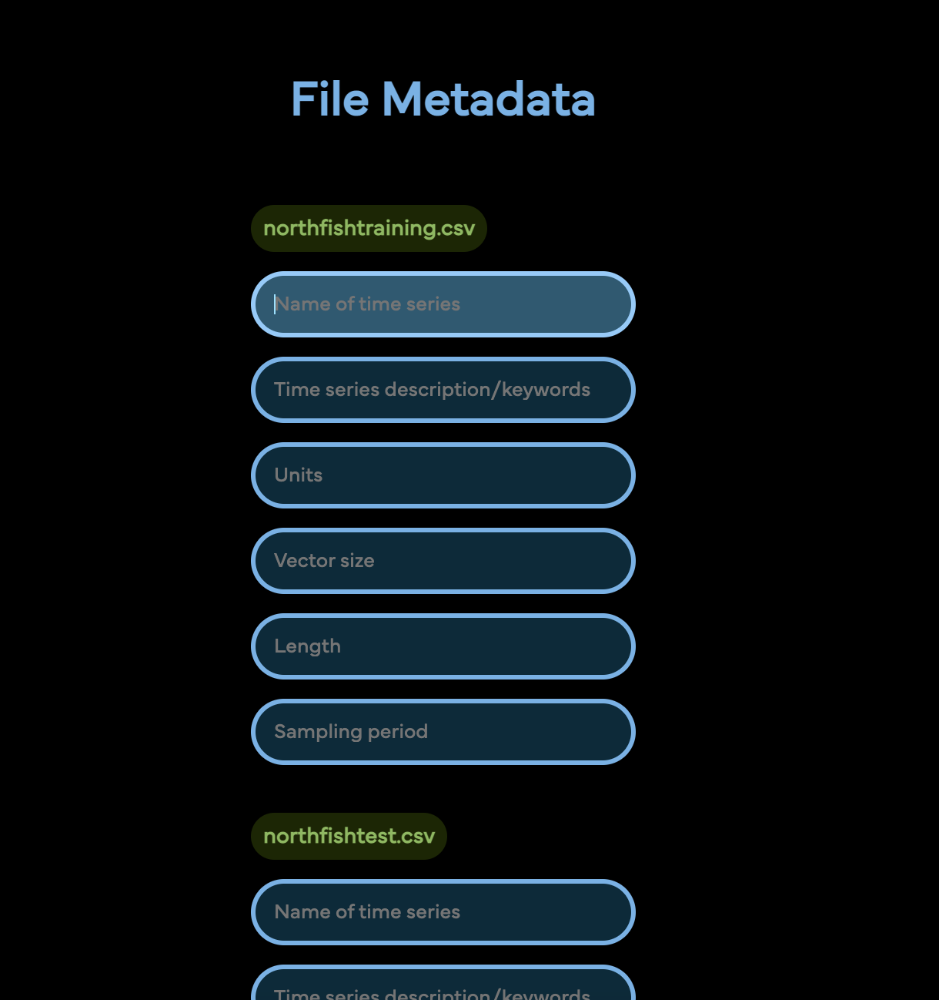 File Metadata
northfishtraining.csv
Name of time series
Time series description/keywords
Units
Vector size
Length
Sampling period
northfishtest.csv
Name of time series
Time series description/keywords